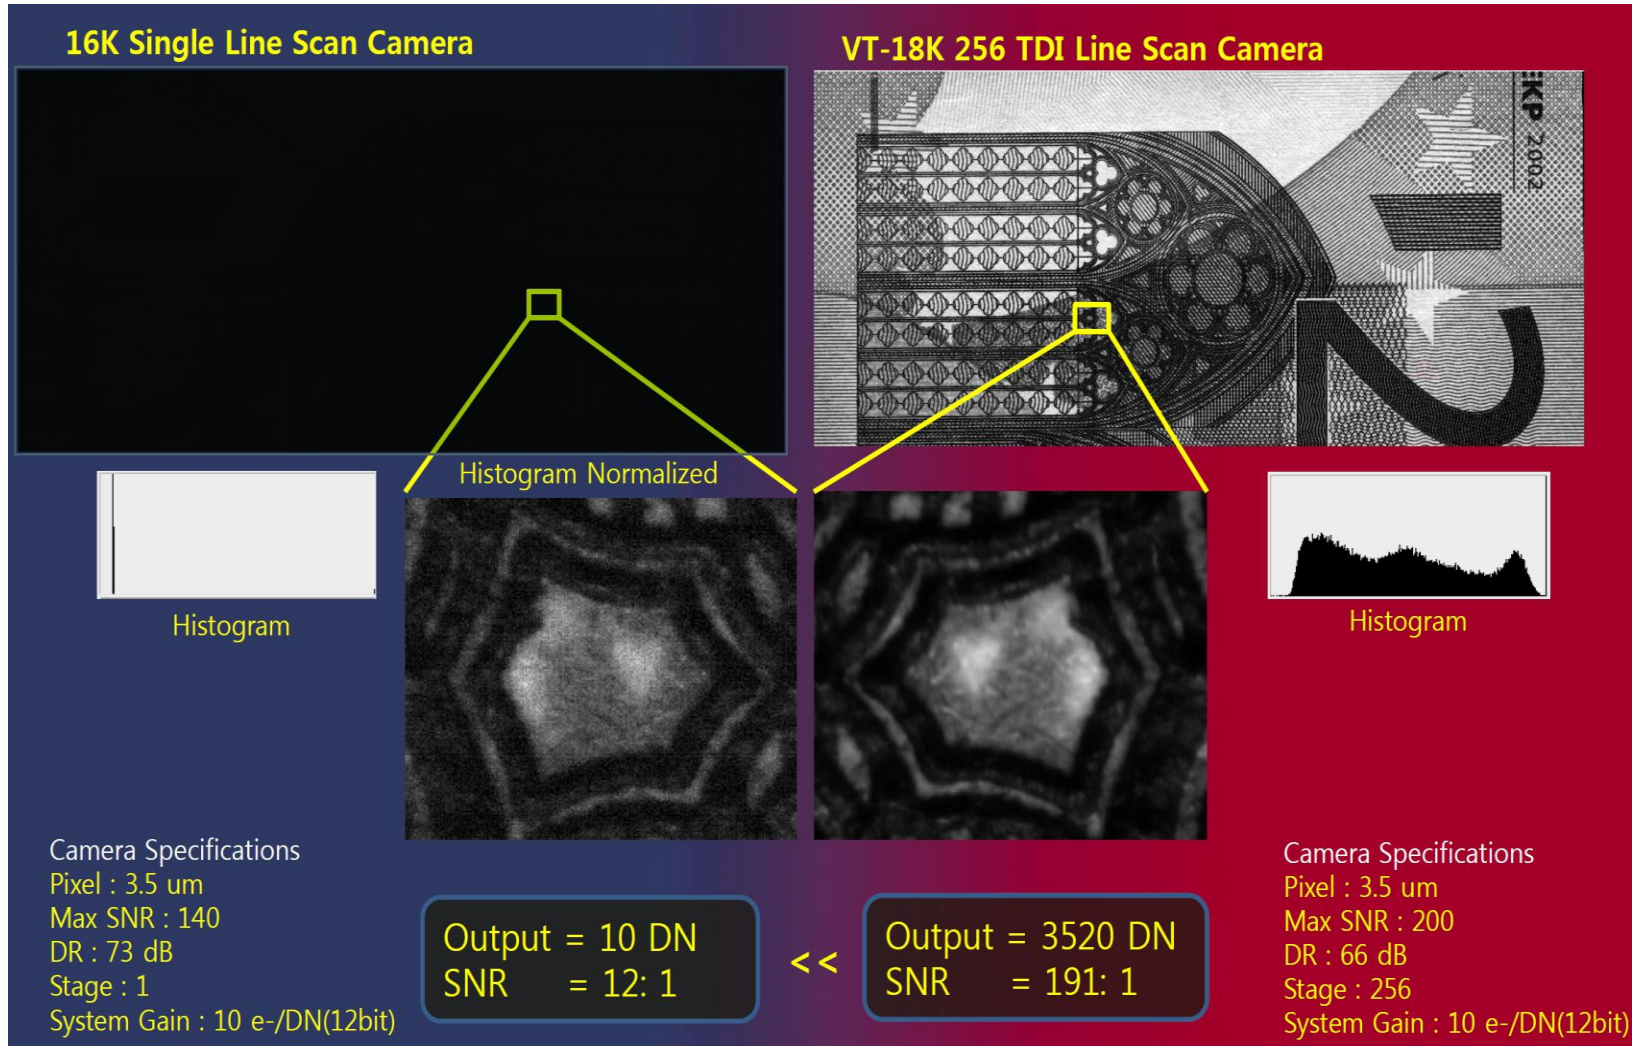 16K Single Line Scan Camera
VT-18K 256 TDI Line Scan Camera
EKP 2002
Histogram Normalized
Histogram
Histogram
Camera Specifications
Pixel : 3.5 um
Max SNR : 140
DR : 73 dB
Stage : 1
System Gain : 10 e-/DN(12bit)
Output = 10 DN
SNR = 12: 1
<<
Output = 3520 DN
SNR = 191: 1
Camera Specifications
Pixel : 3.5 um
Max SNR : 200
DR : 66 dB
Stage : 256
System Gain : 10 e-/DN(12bit)